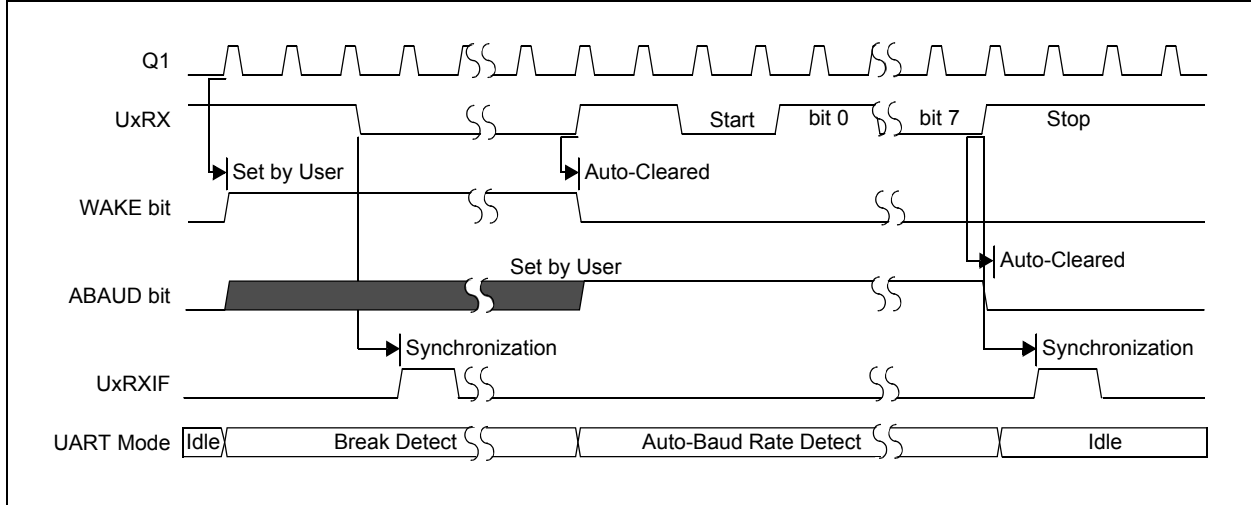 Q1
UxRX
Start
bit 0
bit 7
Stop
Set by User
Auto-Cleared
WAKE bit
Auto-Cleared
Set by User
ABAUD bit
Synchronization
Synchronization
UxRXIF
UART Mode
Idle
Break Detect
Auto-Baud Rate Detect
Idle